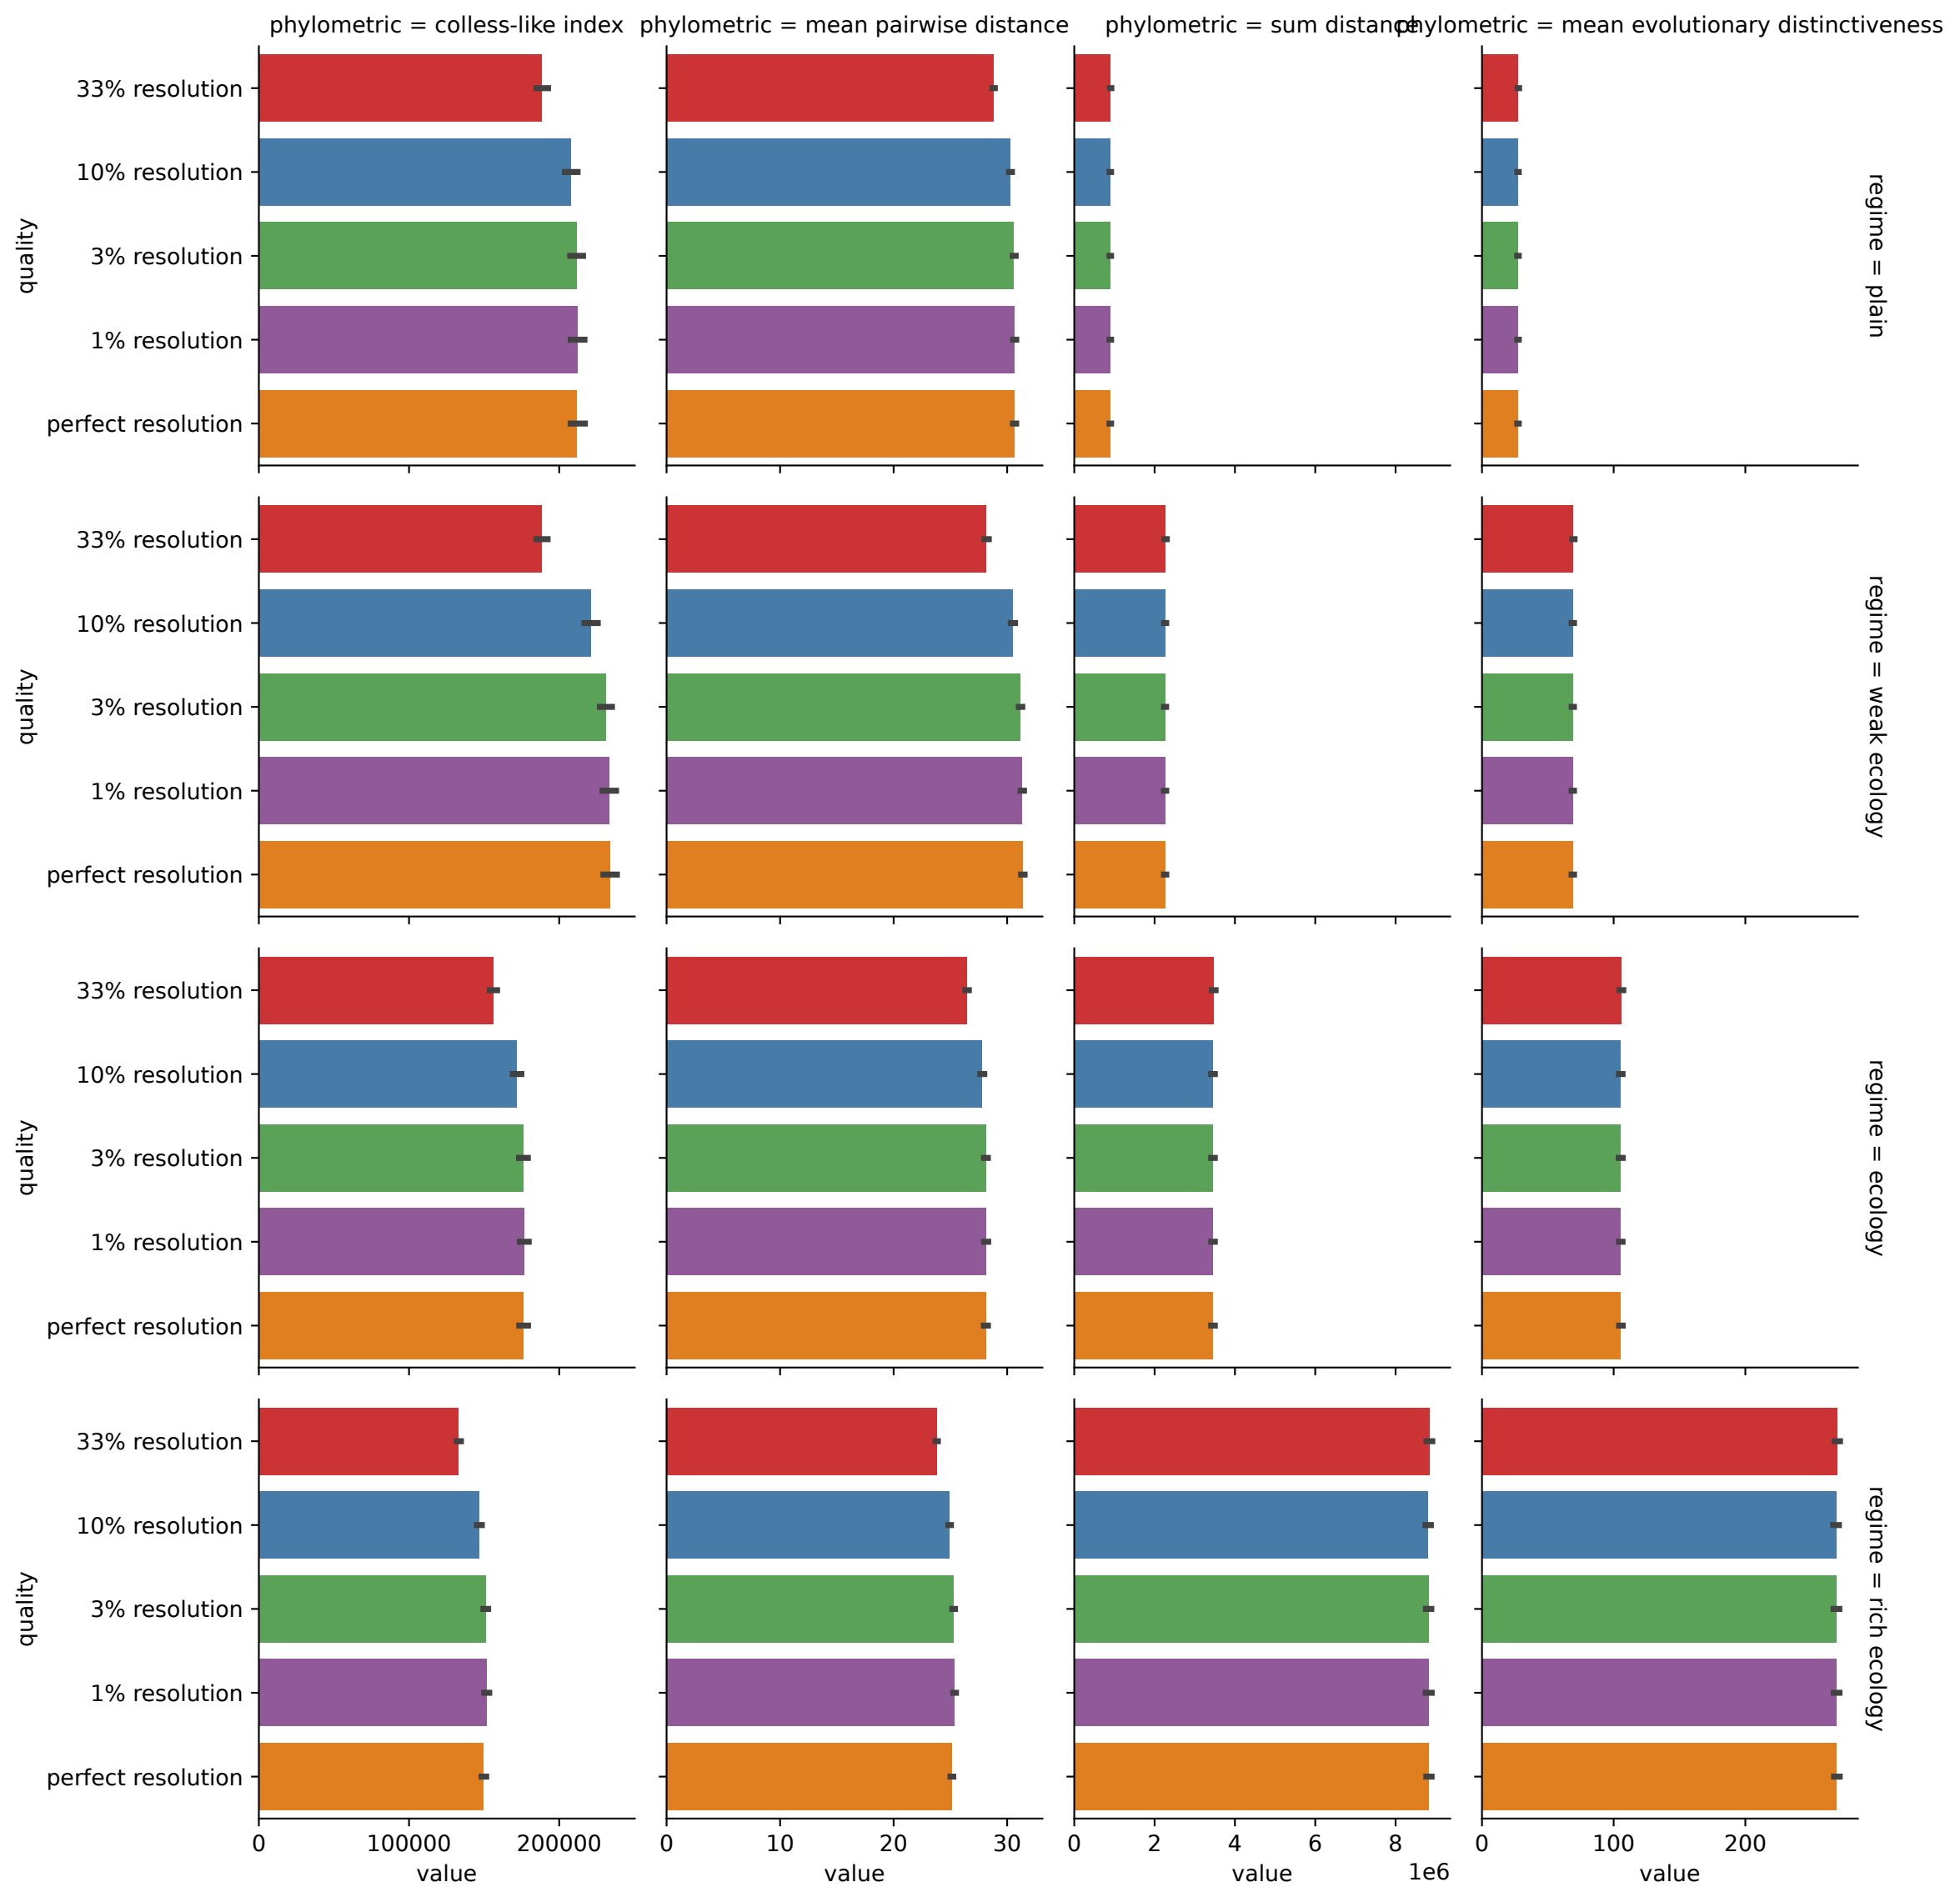 phylometric = colless-like index
phylometric = mean pairwise distance
phylometric = sum distance
phylometric = mean evolutionary distinctiveness
quality
33% resolution
10% resolution
3% resolution
1% resolution
perfect resolution
regime = plain
quality
33% resolution
10% resolution
3% resolution
1% resolution
perfect resolution
regime = weak ecology
quality
33% resolution
10% resolution
3% resolution
1% resolution
perfect resolution
regime = ecology
quality
33% resolution
10% resolution
3% resolution
1% resolution
perfect resolution
regime = rich ecology
0 100000 200000
value
0 10 20 30
value
0 2 4 6 8
1e6
value
0 100 200
value